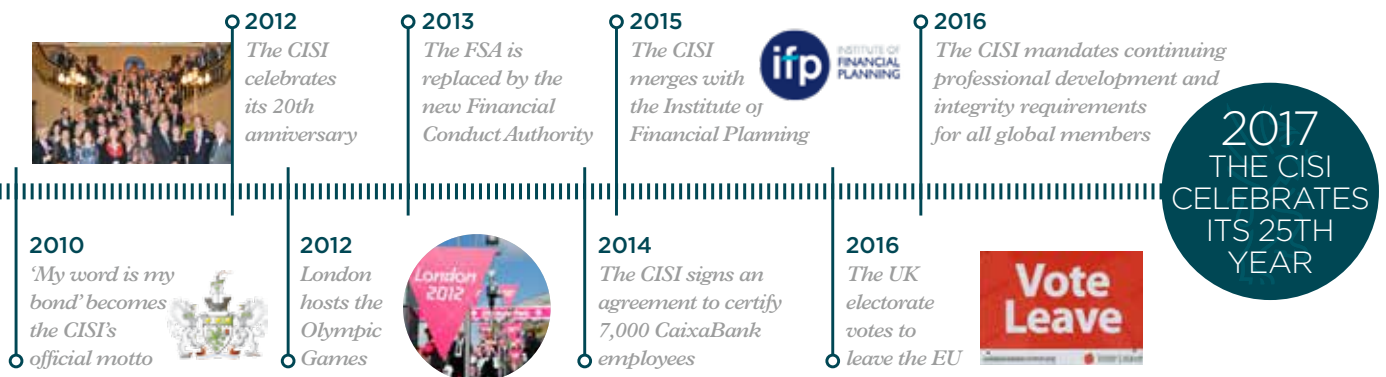 2012
The CISI
celebrates
its 20th
anniversary
2013
The FSA is
replaced by the
new Financial
Conduct Authority
2015
The CISI
merges with
the Institute of
Financial Planning
ifp
INSTITUTE OF
FINANCIAL
PLANNING
2016
The CISI mandates continuing
professional development and
integrity requirements
for all global members
2017
THE CISI
CELEBRATES
ITS 25TH
YEAR
2010
'My word is my
bond' becomes
the CISI's
official motto
2012
London
hosts the
Olympic
Games
London
2012
2014
The CISI signs an
agreement to certify
7,000 CaixaBank
employees
2016
The UK
electorate
votes to
leave the EU
Vote
Leave